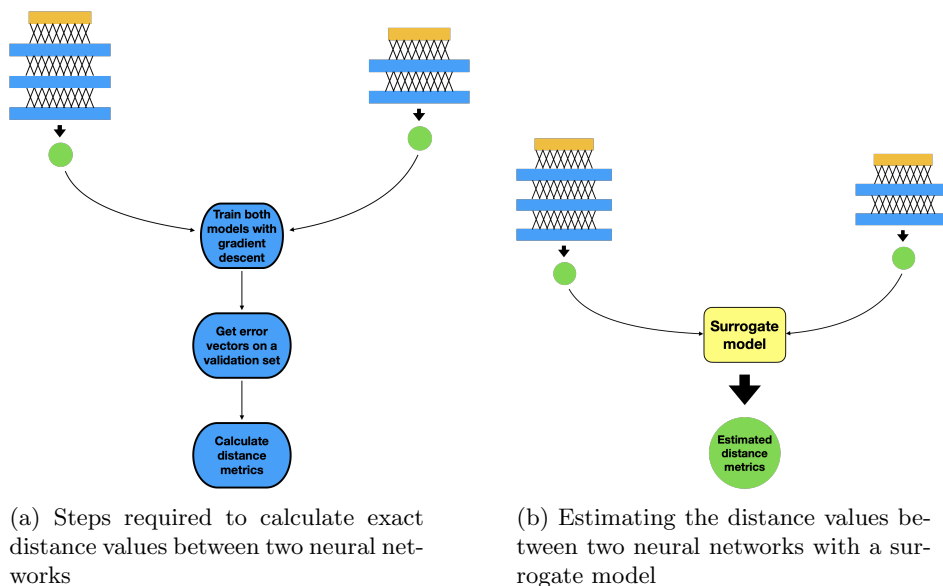 Train both
models with
gradient
descent
Get error
vectors on a
validation set
Calculate
distance
metrics
(a) Steps required to calculate exact
distance values between two neural net-
works
Surrogate
model
Estimated
distance
metrics
(b) Estimating the distance values be-
tween two neural networks with a sur-
rogate model